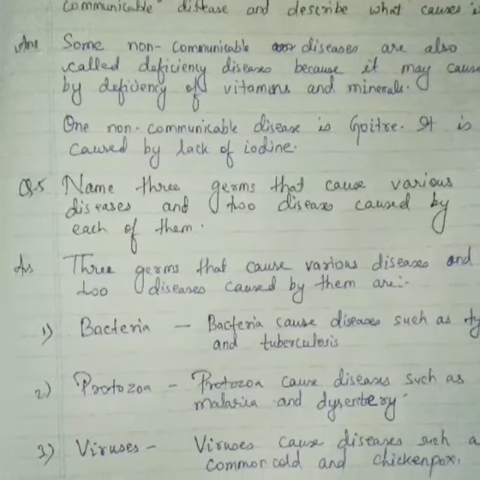 communicable disease and describe what causes
Ans Some non-communicable diseases are also
called deficiency diseases because it may cause
by deficiency of vitamins and minerals.
One non-communicable disease is Goitre. It is
caused by lack of iodine.
Q.5 Name three germs that cause various
diseases and two diseases caused by
each of them.
As Three germs that cause various diseases and
two diseases caused by them are:-
1) Bacteria - Bacteria cause diseases such as ty
and tuberculosis
2) Protozoa - Protozoa cause diseases such as
malaria and dysentery.
3) Viruses - Viruses cause diseases such a
common cold and chickenpox.